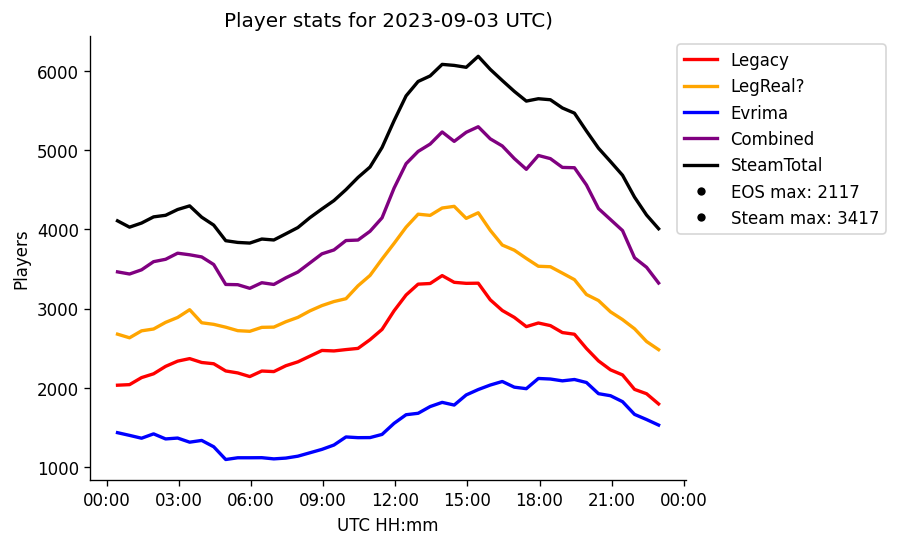 Player stats for 2023-09-03 UTC)
Players
6000
5000
4000
3000
2000
1000
00:00 03:00 06:00 09:00 12:00 15:00 18:00 21:00 00:00
UTC HH:mm
Legacy
LegReal?
Evrima
Combined
SteamTotal
EOS max: 2117
Steam max: 3417